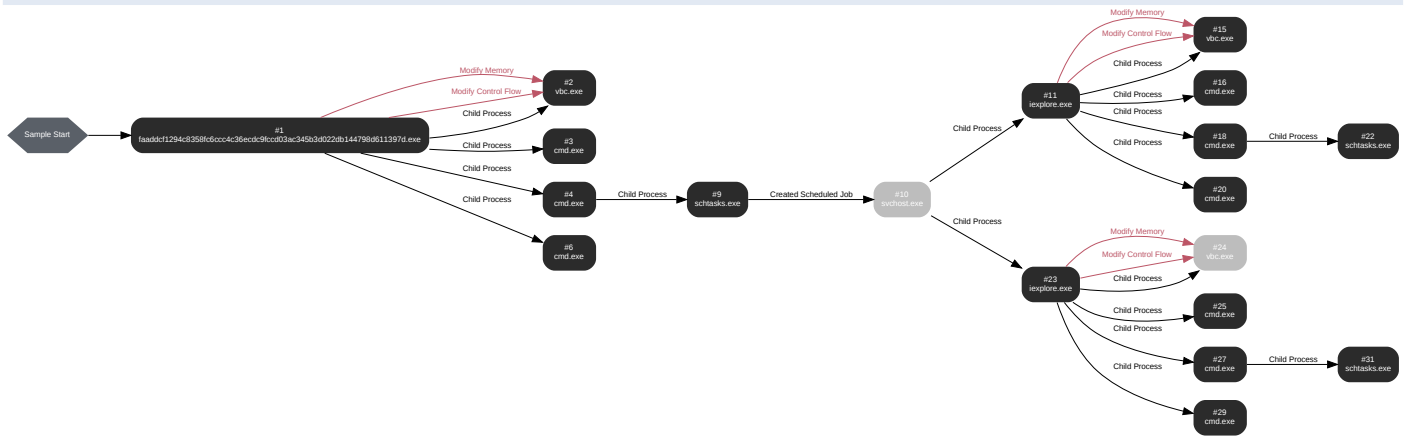 Sample Start
#1
faaddcf1294c8358fc6ccc4c36ecdc9fccd03ac345b3d022db144798d611397d.exe
Modify Memory
Modify Control Flow
Child Process
Child Process
Child Process
Child Process
#2
vbc.exe
#3
cmd.exe
#4
cmd.exe
#6
cmd.exe
Child Process
#9
schtasks.exe
Created Scheduled Job
#10
svchost.exe
Child Process
Child Process
#11
iexplore.exe
Modify Memory
Modify Control Flow
Child Process
Child Process
Child Process
Child Process
#15
vbc.exe
#16
cmd.exe
#18
cmd.exe
Child Process
#22
schtasks.exe
#20
cmd.exe
#23
iexplore.exe
Modify Memory
Modify Control Flow
Child Process
Child Process
Child Process
Child Process
#24
vbc.exe
#25
cmd.exe
#27
cmd.exe
Child Process
#31
schtasks.exe
#29
cmd.exe